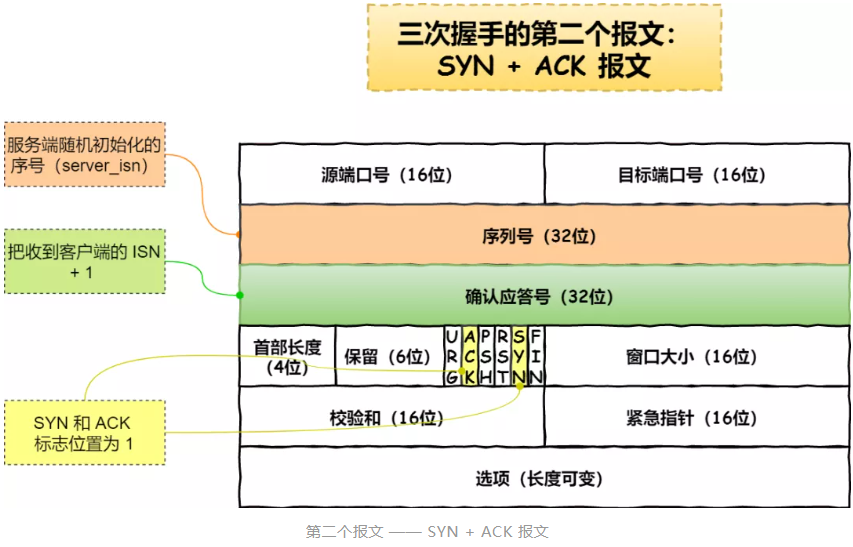 三次握手的第二个报文：
SYN + ACK 报文
服务端随机初始化的
序号（server_isn）
源端口号（16位）
目标端口号（16位）
序列号（32位）
把收到客户端的 ISN
+ 1
确认应答号（32位）
首部长度
（4位）
保留（6位）
URG
ACK
PSH
RST
SYN
FIN
窗口大小（16位）
SYN 和 ACK
标志位置为 1
校验和（16位）
紧急指针（16位）
选项（长度可变）
第二个报文 —— SYN + ACK 报文